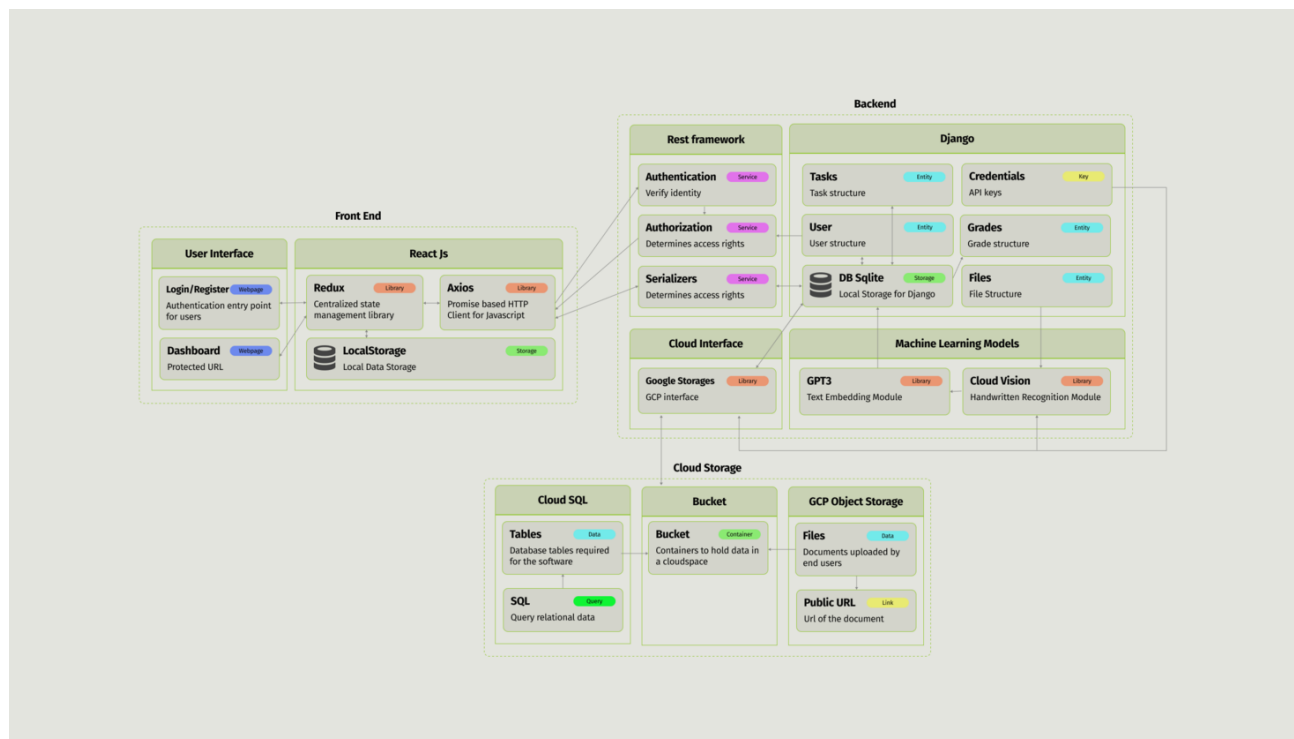 Backend
Rest framework
Django
Authentication
Service
Verify identity
Authorization
Service
Determines access rights
Serializers
Service
Determines access rights
Tasks
Entity
Task structure
Credentials
Key
API keys
User
Entity
User structure
Grades
Entity
Grade structure
DB Sqlite
Storage
Local Storage for Django
Files
Entity
File Structure
Cloud Interface
Machine Learning Models
Google Storages
Library
GCP interface
GPT3
Library
Text Embedding Module
Cloud Vision
Library
Handwritten Recognition Module
Front End
User Interface
React Js
Login/Register
Webpage
Authentication entry point
for users
Dashboard
Webpage
Protected URL
Redux
Library
Centralized state
management library
Axios
Library
Promise based HTTP
Client for Javascript
LocalStorage
Storage
Local Data Storage
Cloud Storage
Cloud SQL
Bucket
GCP Object Storage
Tables
Data
Database tables required
for the software
SQL
Query
Query relational data
Bucket
Container
Containers to hold data in
a cloudspace
Files
Data
Documents uploaded by
end users
Public URL
Link
Url of the document